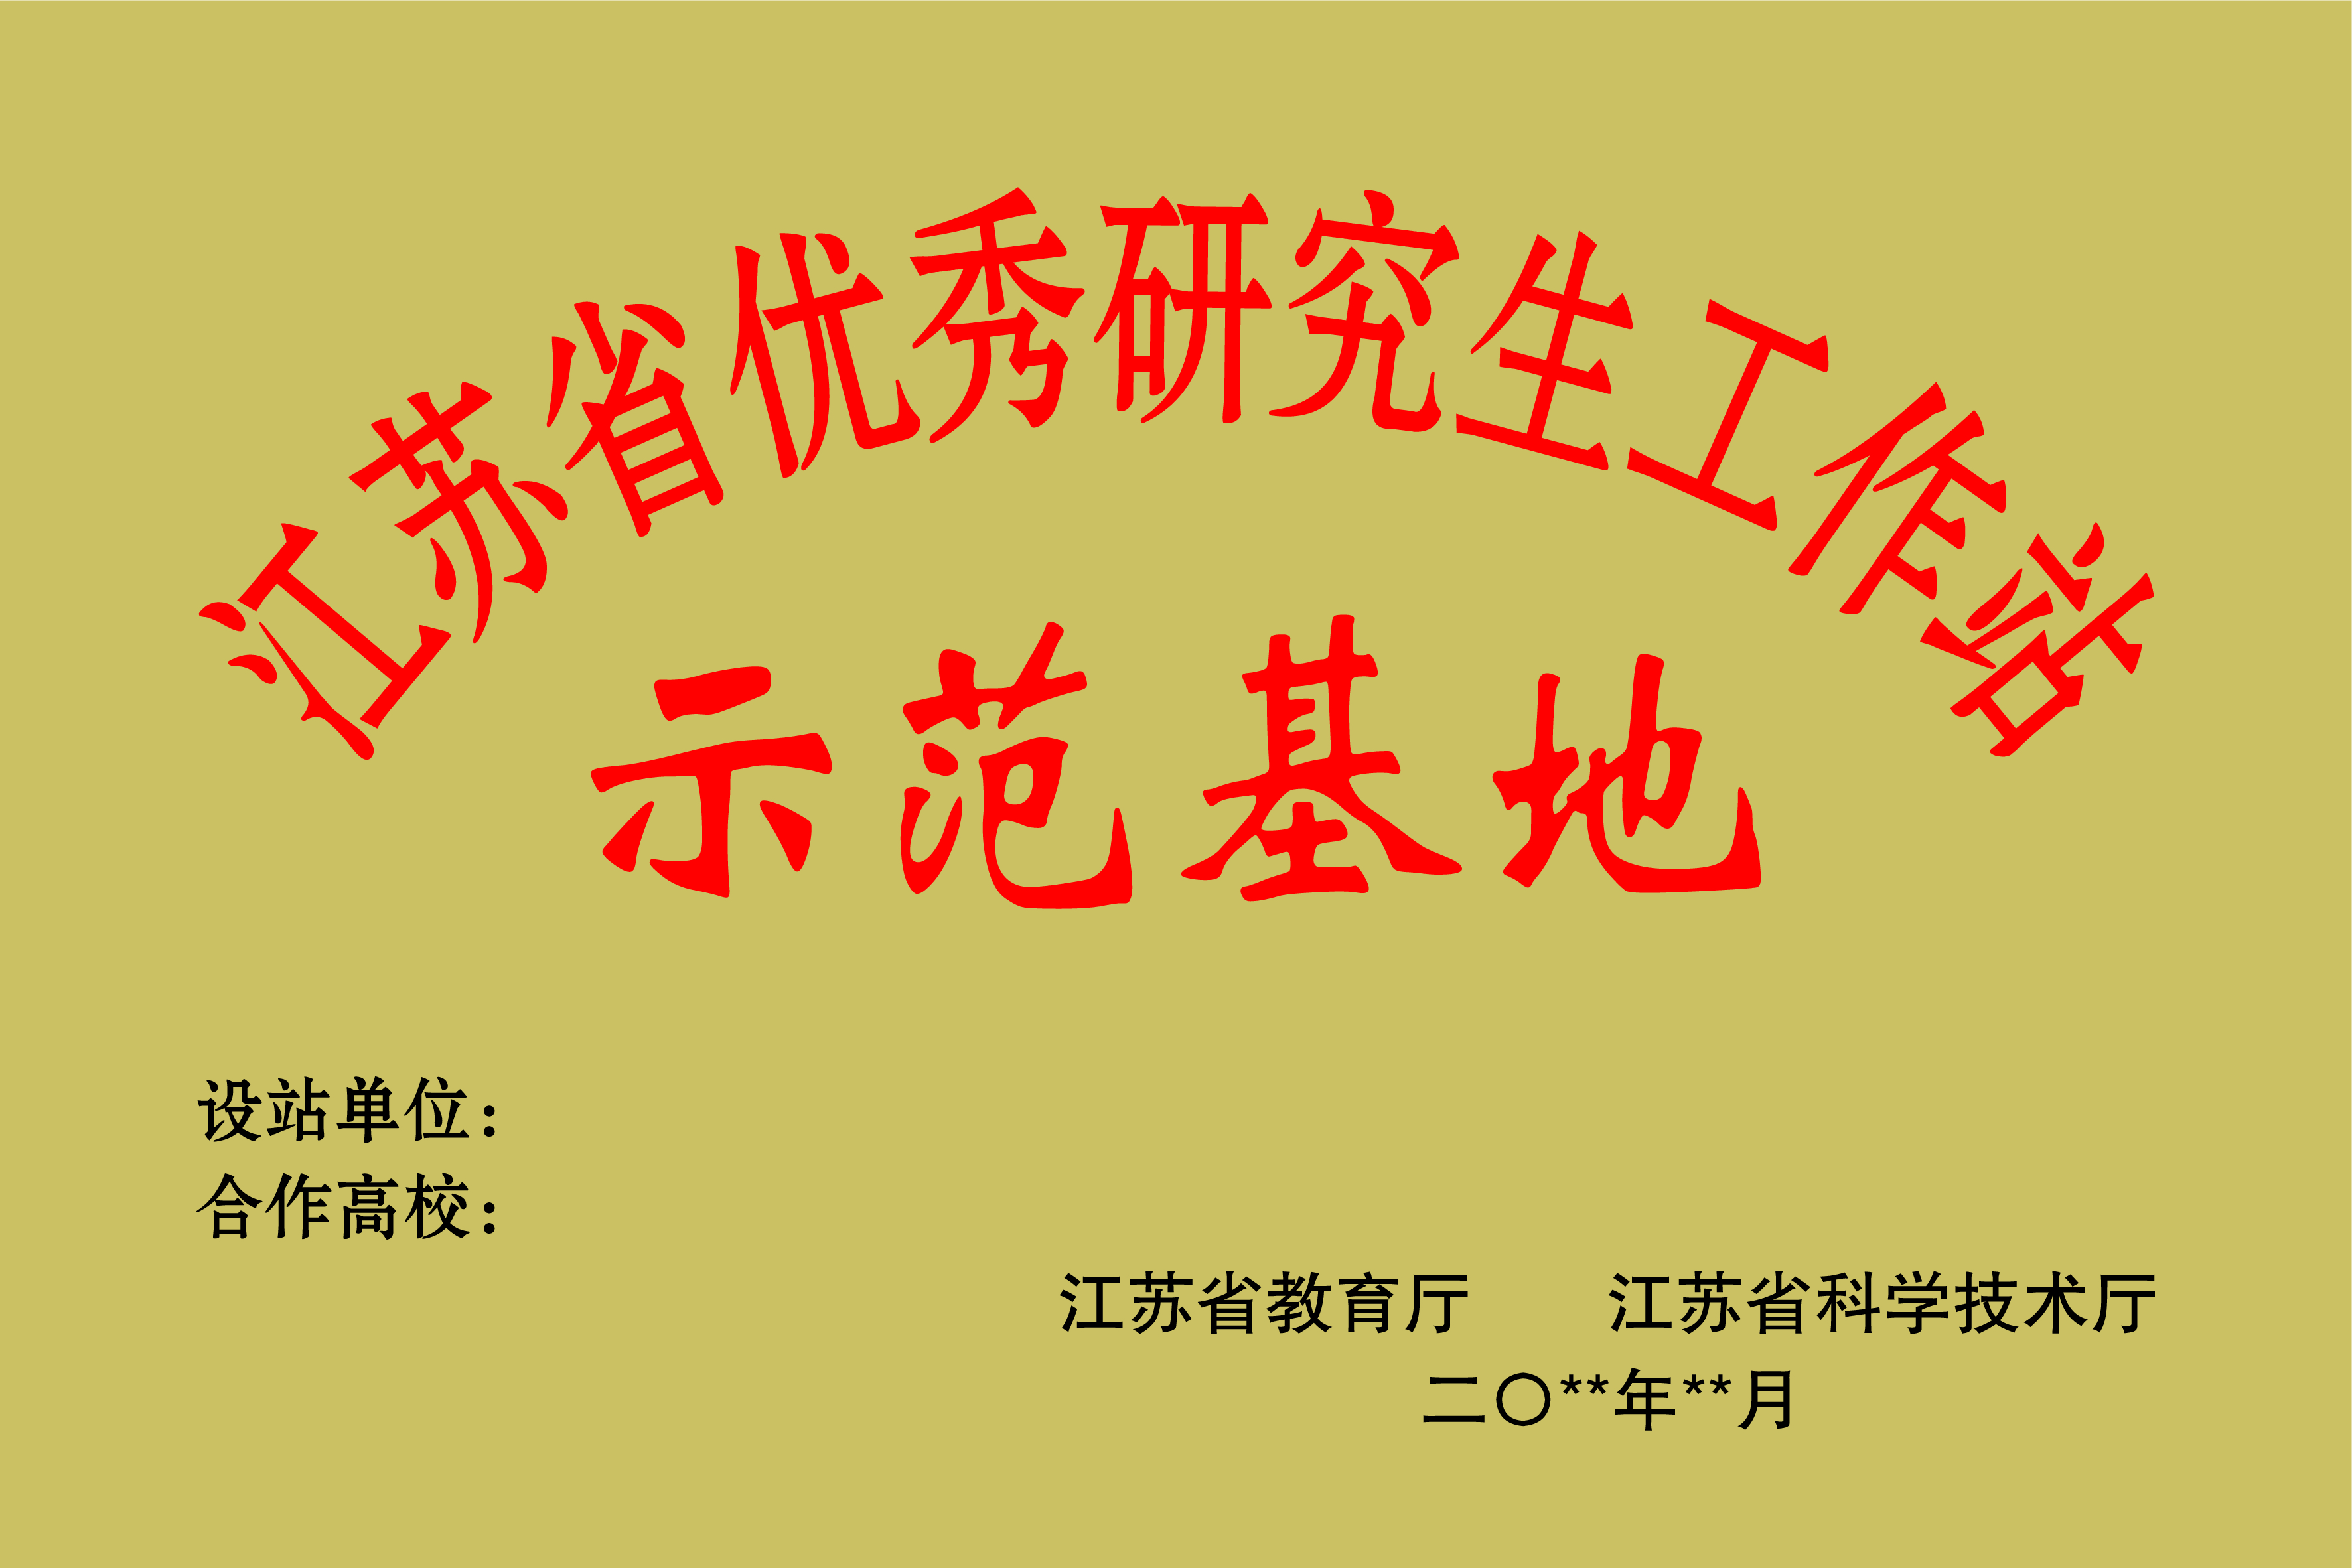 江苏省优秀研究生工作站
示范基地
设站单位：
合作高校：
江苏省教育厅 江苏省科学技术厅
二〇**年**月